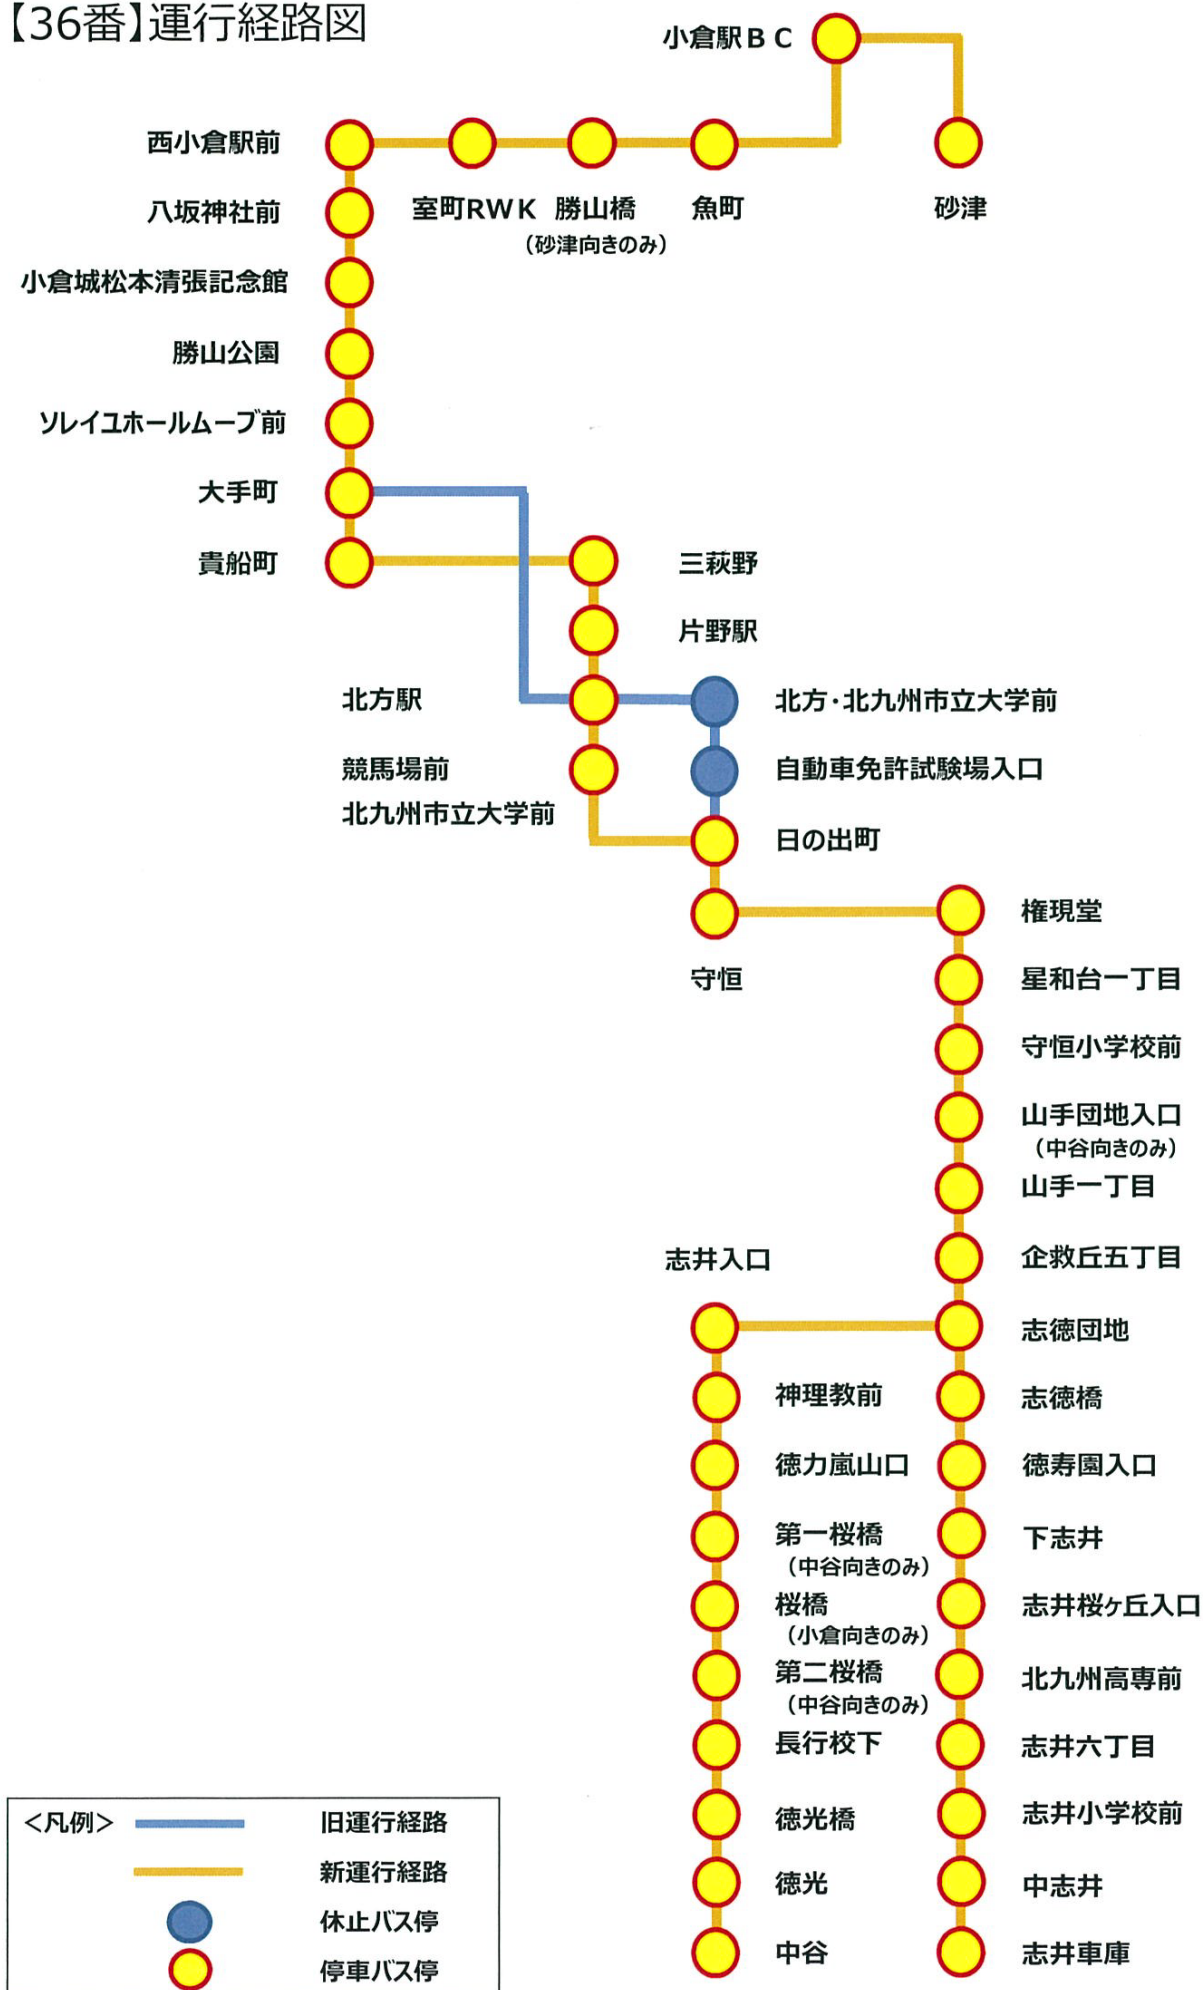 【36番】運行経路図
小倉駅BC
西小倉駅前
八坂神社前
室町RWK
勝山橋
(砂津向きのみ)
魚町
砂津
小倉城松本清張記念館
勝山公園
ソレイユホールムーブ前
大手町
貴船町
三萩野
片野駅
北方駅
北方・北九州市立大学前
競馬場前
北九州市立大学前
自動車免許試験場入口
日の出町
守恒
権現堂
星和台一丁目
守恒小学校前
山手団地入口
(中谷向きのみ)
山手一丁目
企救丘五丁目
志井入口
志徳団地
神理教前
志徳橋
徳力嵐山口
徳寿園入口
第一桜橋
(中谷向きのみ)
下志井
桜橋
(小倉向きのみ)
志井桜ヶ丘入口
第二桜橋
(中谷向きのみ)
北九州高専前
長行校下
志井六丁目
徳光橋
志井小学校前
徳光
中志井
中谷
志井車庫
<凡例>
旧運行経路
新運行経路
休止バス停
停車バス停